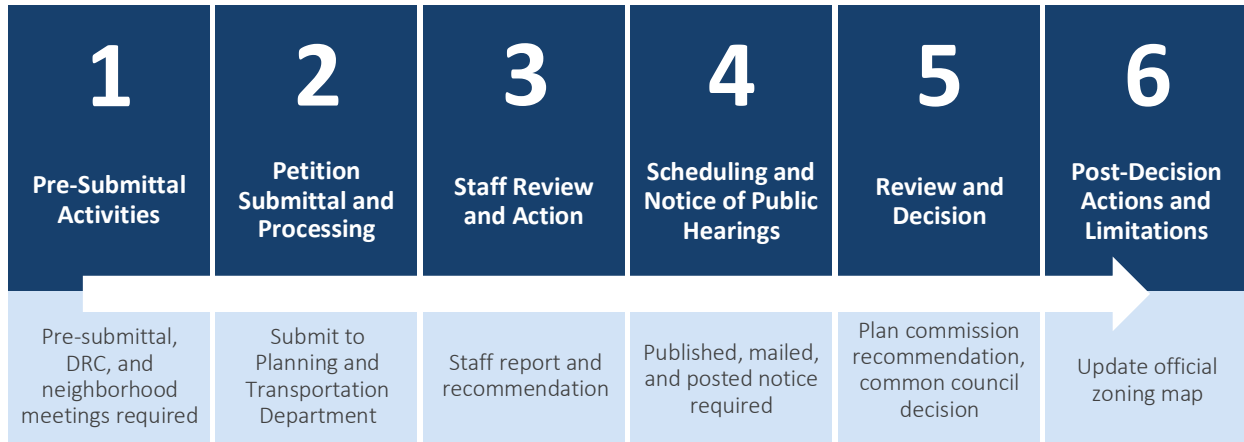 1
Pre-Submittal
Activities
Pre-submittal,
DRC, and
neighborhood
meetings required
2
Petition
Submittal and
Processing
Submit to
Planning and
Transportation
Department
3
Staff Review
and Action
Staff report and
recommendation
4
Scheduling and
Notice of Public
Hearings
Published, mailed,
and posted notice
required
5
Review and
Decision
Plan commission
recommendation,
common council
decision
6
Post-Decision
Actions and
Limitations
Update official
zoning map